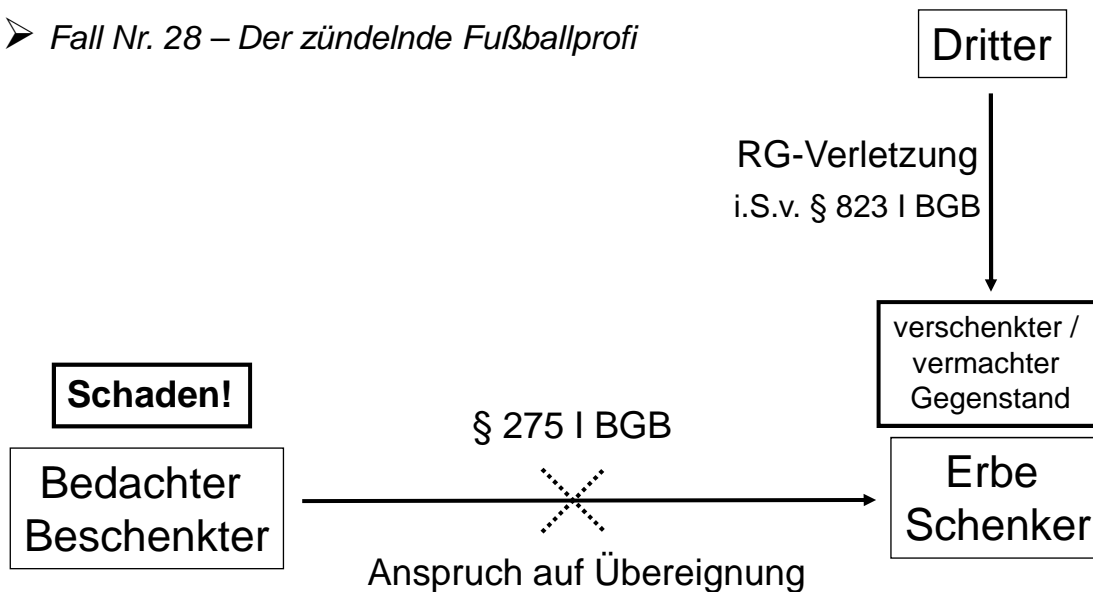 ➢ Fall Nr. 28 – Der zündelnde Fußballprofi
Dritter
RG-Verletzung
i.S.v. § 823 I BGB
verschenkter /
vermachter
Gegenstand
Schaden!
§ 275 I BGB
Bedachter
Beschenkter
Erbe
Schenker
Anspruch auf Übereignung